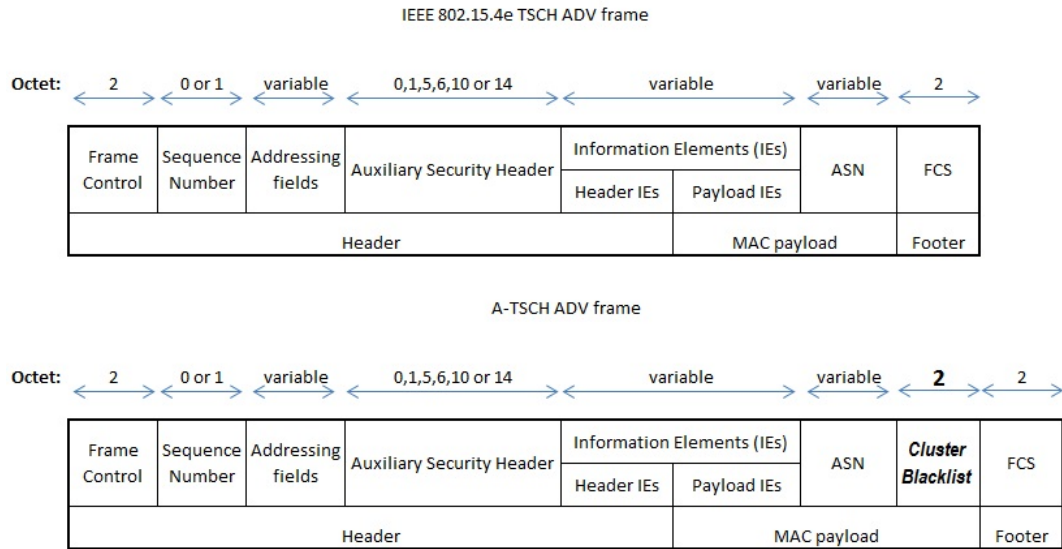 IEEE 802.15.4e TSCH ADV frame
Octet: 2 0 or 1 variable 0,1,5,6,10 or 14 variable variable 2
Frame Control
Sequence Number
Addressing fields
Auxiliary Security Header
Information Elements (IEs)
Header IEs
Payload IEs
ASN
FCS
Header MAC payload Footer
A-TSCH ADV frame
Octet: 2 0 or 1 variable 0,1,5,6,10 or 14 variable variable 2 2
Frame Control
Sequence Number
Addressing fields
Auxiliary Security Header
Information Elements (IEs)
Header IEs
Payload IEs
ASN
Cluster Blacklist
FCS
Header MAC payload Footer